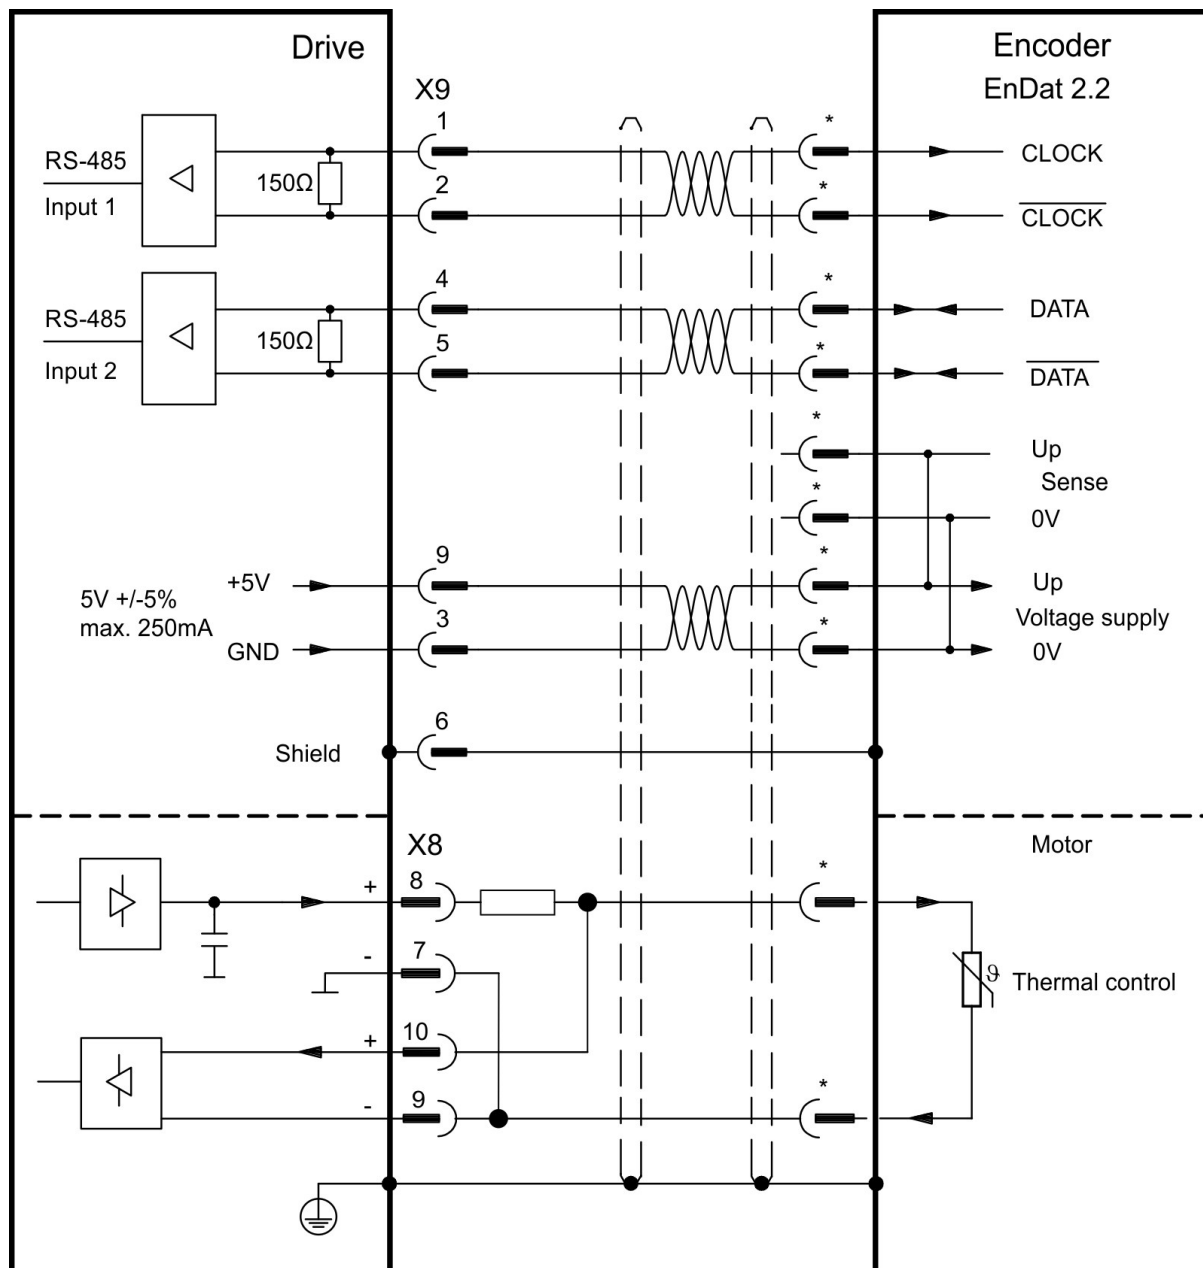 Drive
Encoder
EnDat 2.2
X9
1
*
RS-485
150Ω
CLOCK
Input 1
2
*
CLOCK
4
*
RS-485
150Ω
DATA
Input 2
5
*
DATA
*
Up
Sense
*
0V
9
*
+5V
Up
5V +/-5%
max. 250mA
3
*
Voltage supply
GND
0V
6
Shield
X8
Motor
+
8
*
-
7
ϑ
Thermal control
+
10
-
9
*